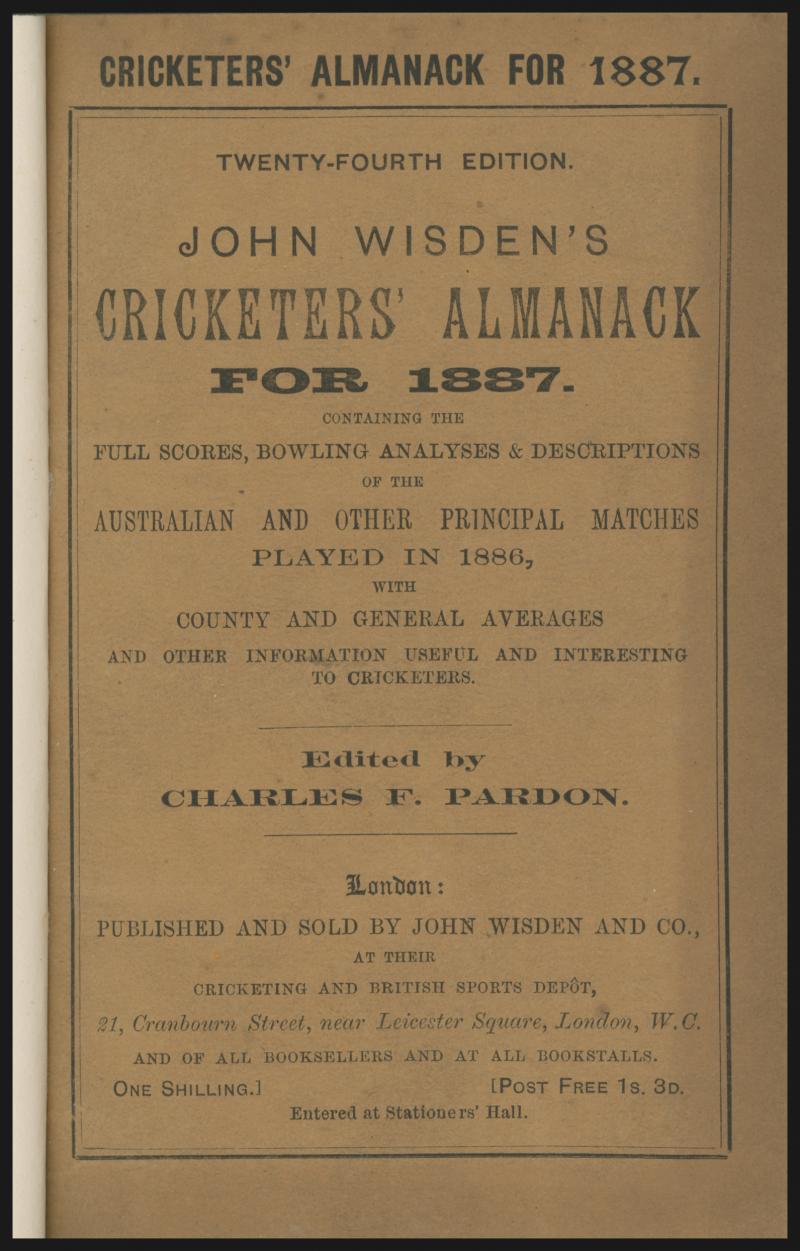 CRICKETERS' ALMANACK FOR 1887.
TWENTY-FOURTH EDITION.
JOHN WISDEN'S
CRICKETERS' ALMANACK
FOR 1887.
CONTAINING THE
FULL SCORES, BOWLING ANALYSES & DESCRIPTIONS
OF THE
AUSTRALIAN AND OTHER PRINCIPAL MATCHES
PLAYED IN 1886,
WITH
COUNTY AND GENERAL AVERAGES
AND OTHER INFORMATION USEFUL AND INTERESTING
TO CRICKETERS.
Edited by
CHARLES F. PARDON.
London:
PUBLISHED AND SOLD BY JOHN WISDEN AND CO.,
AT THEIR
CRICKETING AND BRITISH SPORTS DEPÔT,
21, Cranbourn Street, near Leicester Square, London, W.C.
AND OF ALL BOOKSELLERS AND AT ALL BOOKSTALLS.
ONE SHILLING.] [POST FREE 1S. 3D.
Entered at Stationers' Hall.